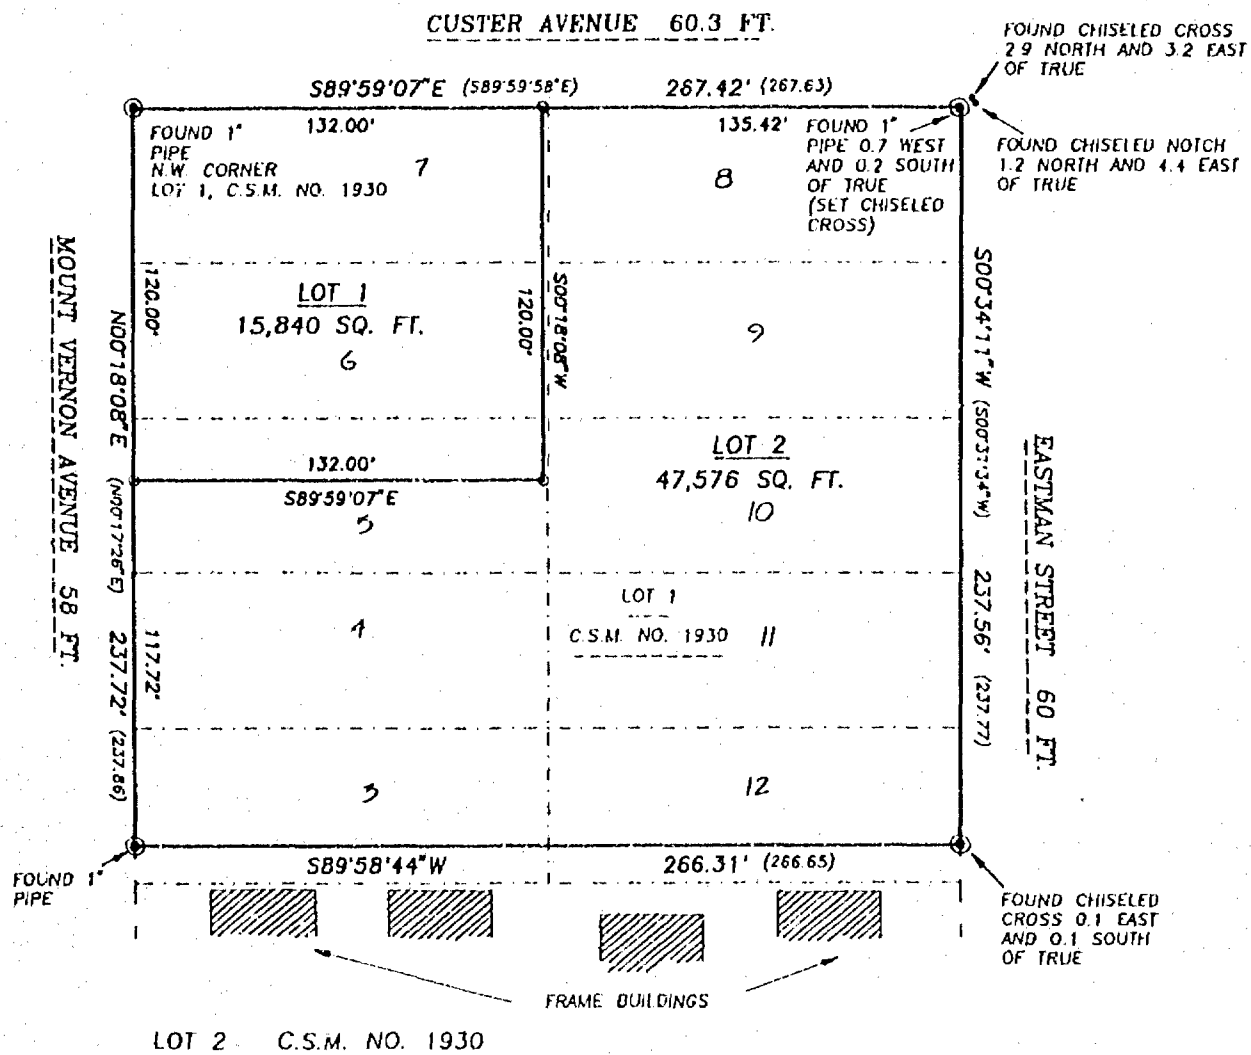 CUSTER AVENUE 60.3 FT.
FOUND CHISELED CROSS
2.9 NORTH AND 3.2 EAST
OF TRUE
S89°59'07"E (S89°59'58"E)
267.42' (267.63)
132.00'
135.42'
FOUND 1"
PIPE
N.W. CORNER
LOT 1, C.S.M. NO. 1930
7
8
FOUND 1"
PIPE 0.7 WEST
AND 0.2 SOUTH
OF TRUE
(SET CHISELED
CROSS)
FOUND CHISELED NOTCH
1.2 NORTH AND 4.4 EAST
OF TRUE
MOUNT VERNON AVENUE 58 FT.
N00°18'08"E (N00°17'26"E) 237.72' (237.86)
120.00'
LOT 1
15,840 SQ. FT.
6
120.00'
S00°18'08"W
9
S00°34'11"W (S00°37'34"W) 237.56' (237.77)
EASTMAN STREET 60 FT.
132.00'
S89°59'07"E
5
LOT 2
47,576 SQ. FT.
10
117.72'
4
LOT 1
C.S.M. NO. 1930
11
3
12
S89°58'44"W
266.31' (266.65)
FOUND 1"
PIPE
FOUND CHISELED
CROSS 0.1 EAST
AND 0.1 SOUTH
OF TRUE
FRAME BUILDINGS
LOT 2 C.S.M. NO. 1930